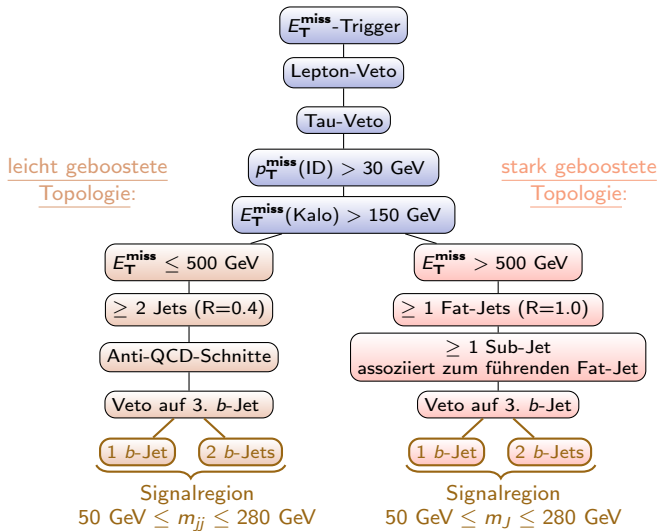 E_T^miss-Trigger
Lepton-Veto
Tau-Veto
p_T^miss(ID) > 30 GeV
E_T^miss(Kalo) > 150 GeV
leicht geboostete
Topologie:
E_T^miss ≤ 500 GeV
≥ 2 Jets (R=0.4)
Anti-QCD-Schnitte
Veto auf 3. b-Jet
1 b-Jet
2 b-Jets
Signalregion
50 GeV ≤ m_jj ≤ 280 GeV
stark geboostete
Topologie:
E_T^miss > 500 GeV
≥ 1 Fat-Jets (R=1.0)
≥ 1 Sub-Jet
assoziiert zum führenden Fat-Jet
Veto auf 3. b-Jet
1 b-Jet
2 b-Jets
Signalregion
50 GeV ≤ m_J ≤ 280 GeV